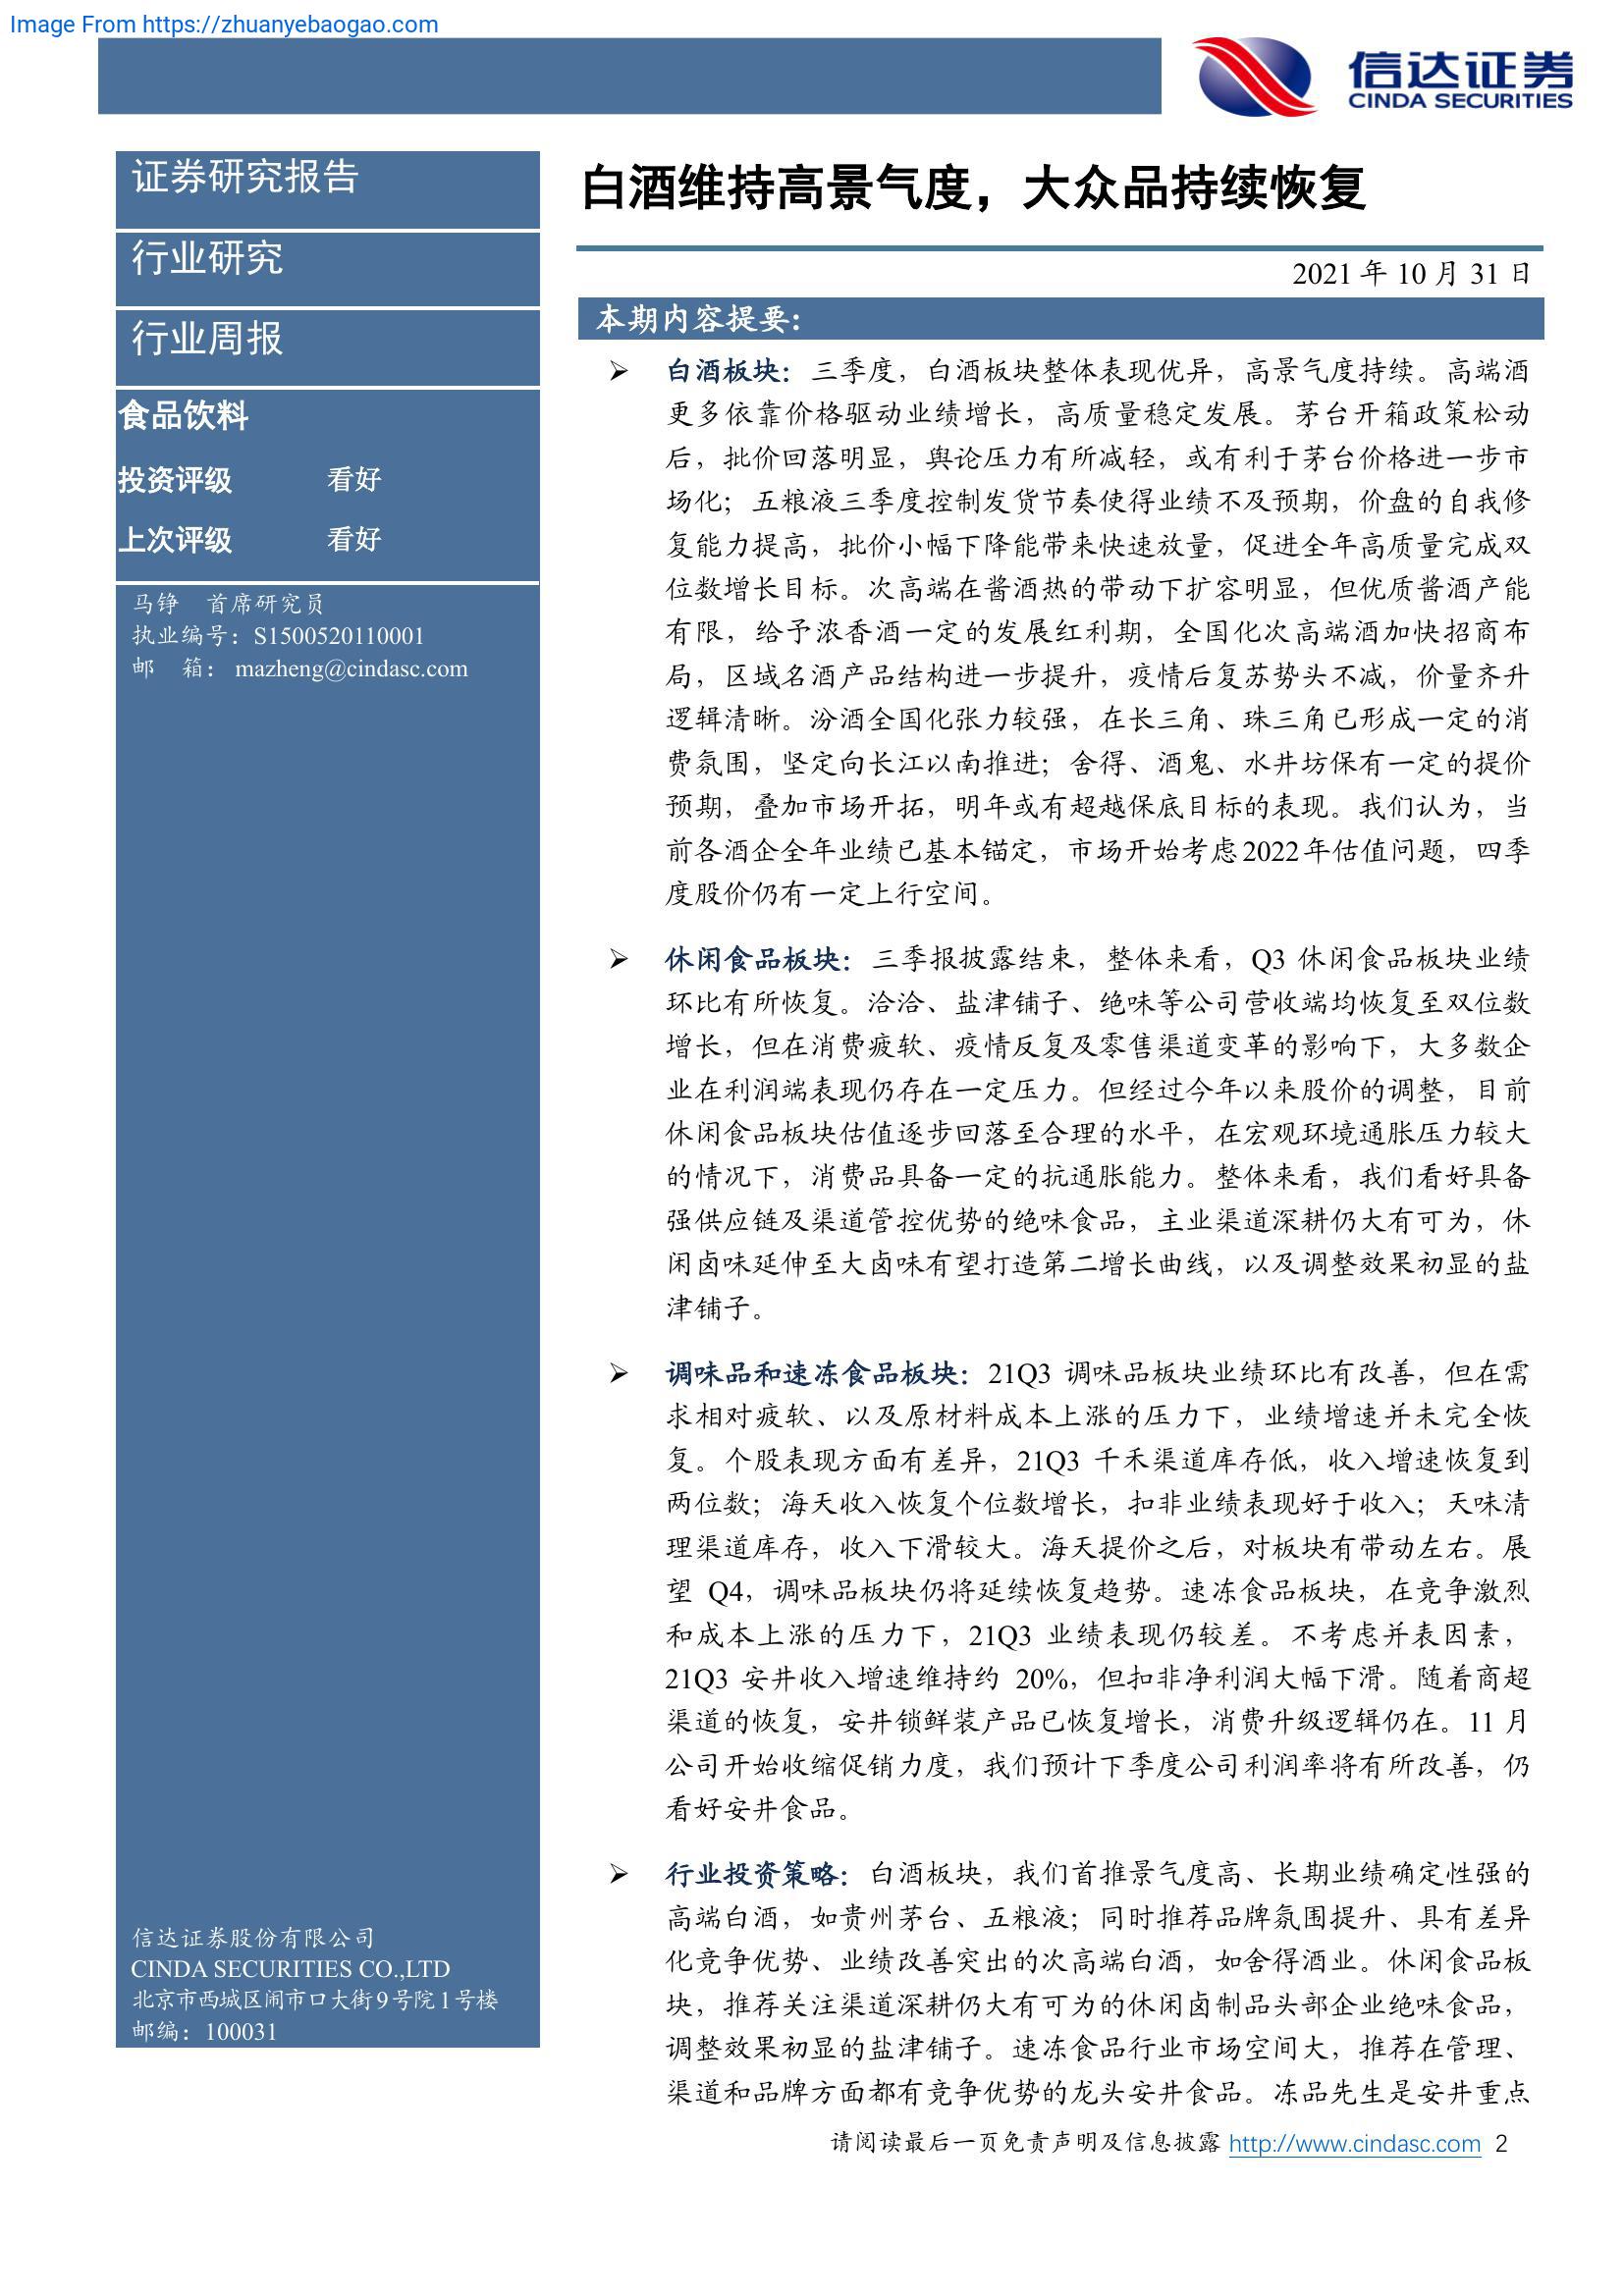 Image From https://zhuanyebaogao.com
信达证券
CINDA SECURITIES
证券研究报告
行业研究
行业周报
食品饮料
投资评级 看好
上次评级 看好
马铮 首席研究员
执业编号：S1500520110001
邮 箱： mazheng@cindasc.com
信达证券股份有限公司
CINDA SECURITIES CO.,LTD
北京市西城区闹市口大街9号院1号楼
邮编：100031
白酒维持高景气度，大众品持续恢复
2021 年 10 月 31 日
本期内容提要：
➢ 白酒板块：三季度，白酒板块整体表现优异，高景气度持续。高端酒
更多依靠价格驱动业绩增长，高质量稳定发展。茅台开箱政策松动
后，批价回落明显，舆论压力有所减轻，或有利于茅台价格进一步市
场化；五粮液三季度控制发货节奏使得业绩不及预期，价盘的自我修
复能力提高，批价小幅下降能带来快速放量，促进全年高质量完成双
位数增长目标。次高端在酱酒热的带动下扩容明显，但优质酱酒产能
有限，给予浓香酒一定的发展红利期，全国化次高端酒加快招商布
局，区域名酒产品结构进一步提升，疫情后复苏势头不减，价量齐升
逻辑清晰。汾酒全国化张力较强，在长三角、珠三角已形成一定的消
费氛围，坚定向长江以南推进；舍得、酒鬼、水井坊保有一定的提价
预期，叠加市场开拓，明年或有超越保底目标的表现。我们认为，当
前各酒企全年业绩已基本锚定，市场开始考虑2022年估值问题，四季
度股价仍有一定上行空间。
➢ 休闲食品板块：三季报披露结束，整体来看，Q3 休闲食品板块业绩
环比有所恢复。洽洽、盐津铺子、绝味等公司营收端均恢复至双位数
增长，但在消费疲软、疫情反复及零售渠道变革的影响下，大多数企
业在利润端表现仍存在一定压力。但经过今年以来股价的调整，目前
休闲食品板块估值逐步回落至合理的水平，在宏观环境通胀压力较大
的情况下，消费品具备一定的抗通胀能力。整体来看，我们看好具备
强供应链及渠道管控优势的绝味食品，主业渠道深耕仍大有可为，休
闲卤味延伸至大卤味有望打造第二增长曲线，以及调整效果初显的盐
津铺子。
➢ 调味品和速冻食品板块：21Q3 调味品板块业绩环比有改善，但在需
求相对疲软、以及原材料成本上涨的压力下，业绩增速并未完全恢
复。个股表现方面有差异，21Q3 千禾渠道库存低，收入增速恢复到
两位数；海天收入恢复个位数增长，扣非业绩表现好于收入；天味清
理渠道库存，收入下滑较大。海天提价之后，对板块有带动左右。展
望 Q4，调味品板块仍将延续恢复趋势。速冻食品板块，在竞争激烈
和成本上涨的压力下，21Q3 业绩表现仍较差。不考虑并表因素，
21Q3 安井收入增速维持约 20%，但扣非净利润大幅下滑。随着商超
渠道的恢复，安井锁鲜装产品已恢复增长，消费升级逻辑仍在。11 月
公司开始收缩促销力度，我们预计下季度公司利润率将有所改善，仍
看好安井食品。
➢ 行业投资策略：白酒板块，我们首推景气度高、长期业绩确定性强的
高端白酒，如贵州茅台、五粮液；同时推荐品牌氛围提升、具有差异
化竞争优势、业绩改善突出的次高端白酒，如舍得酒业。休闲食品板
块，推荐关注渠道深耕仍大有可为的休闲卤制品头部企业绝味食品，
调整效果初显的盐津铺子。速冻食品行业市场空间大，推荐在管理、
渠道和品牌方面都有竞争优势的龙头安井食品。冻品先生是安井重点
请阅读最后一页免责声明及信息披露 http://www.cindasc.com 2